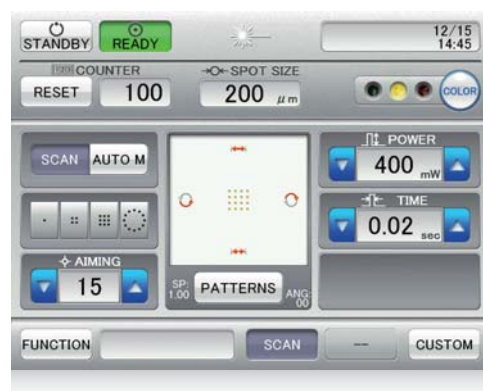 STANDBY
READY
12/15
14:45
COUNTER
SPOT SIZE
RESET
100
200 μm
COLOR
SCAN
AUTO M
POWER
400 mW
TIME
0.02 sec
AIMING
15
SP:
1.00
PATTERNS
ANG:
00
FUNCTION
SCAN
--
CUSTOM